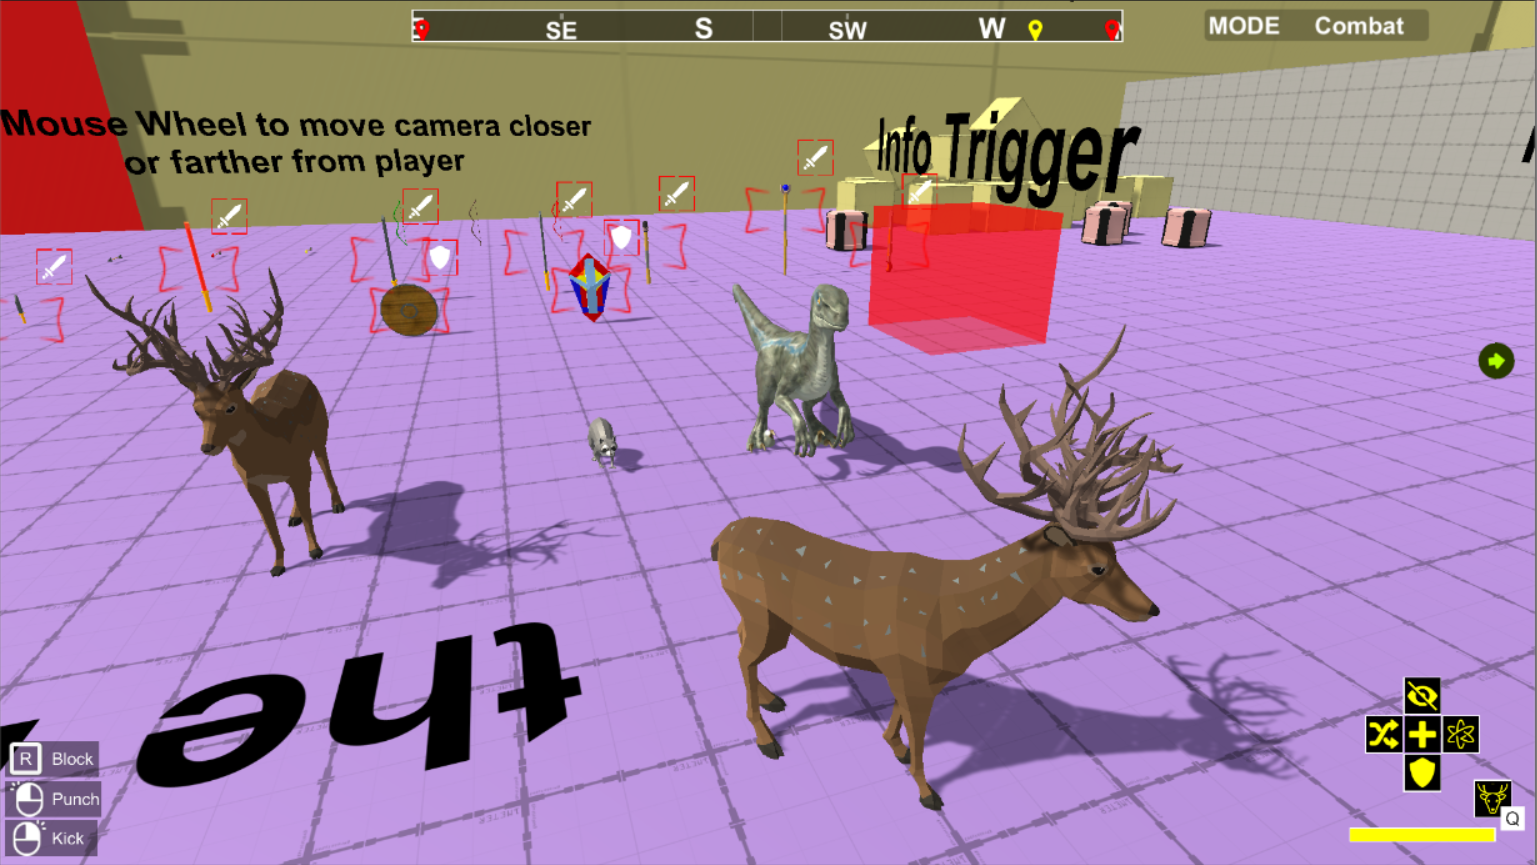 SE
S
SW
W
MODE Combat
Mouse Wheel to move camera closer
or farther from player
Info Trigger
the
R Block
Punch
Kick
Q